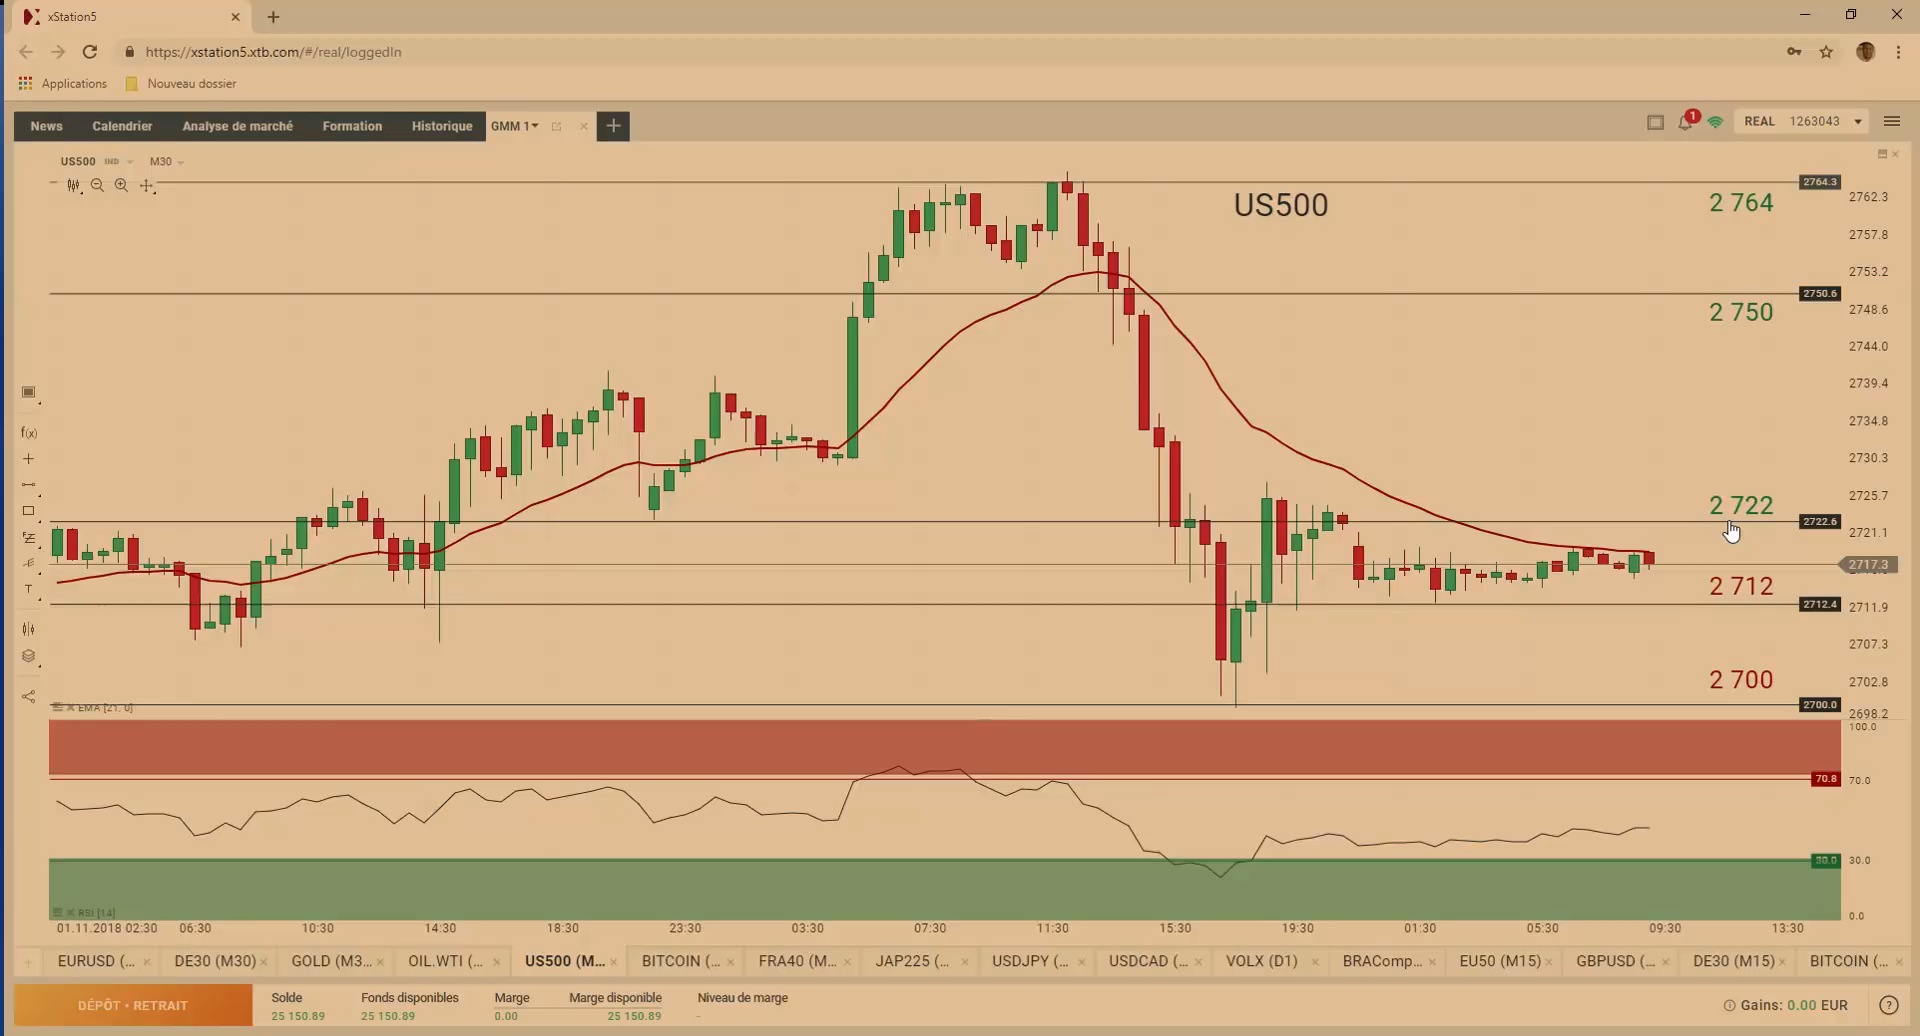 xStation5
https://xstation5.xtb.com/#/real/loggedIn
Applications Nouveau dossier
News Calendrier Analyse de marché Formation Historique GMM 1
1 REAL 1263043
US500 IND M30
US500
2764.3
2 764
2762.3
2757.8
2753.2
2750.6
2 750
2748.6
2744.0
2739.4
2734.8
2730.3
2725.7
2 722
2722.6
2721.1
2717.3
2 712
2712.4
2711.9
2707.3
2 700
2702.8
2700.0
2698.2
EMA [21, 0]
100.0
70.8 70.0
30.0 30.0
RSI [14]
0.0
01.11.2018 02:30 06:30 10:30 14:30 18:30 23:30 03:30 07:30 11:30 15:30 19:30 01:30 05:30 09:30 13:30
EURUSD (... DE30 (M30) GOLD (M3... OIL.WTI (... US500 (M... BITCOIN (... FRA40 (M... JAP225 (... USDJPY (... USDCAD (... VOLX (D1) BRAComp... EU50 (M15) GBPUSD (... DE30 (M15) BITCOIN (...
DÉPÔT • RETRAIT
Solde Fonds disponibles Marge Marge disponible Niveau de marge
25 150.89 25 150.89 0.00 25 150.89 -
Gains: 0.00 EUR
f(x)
T